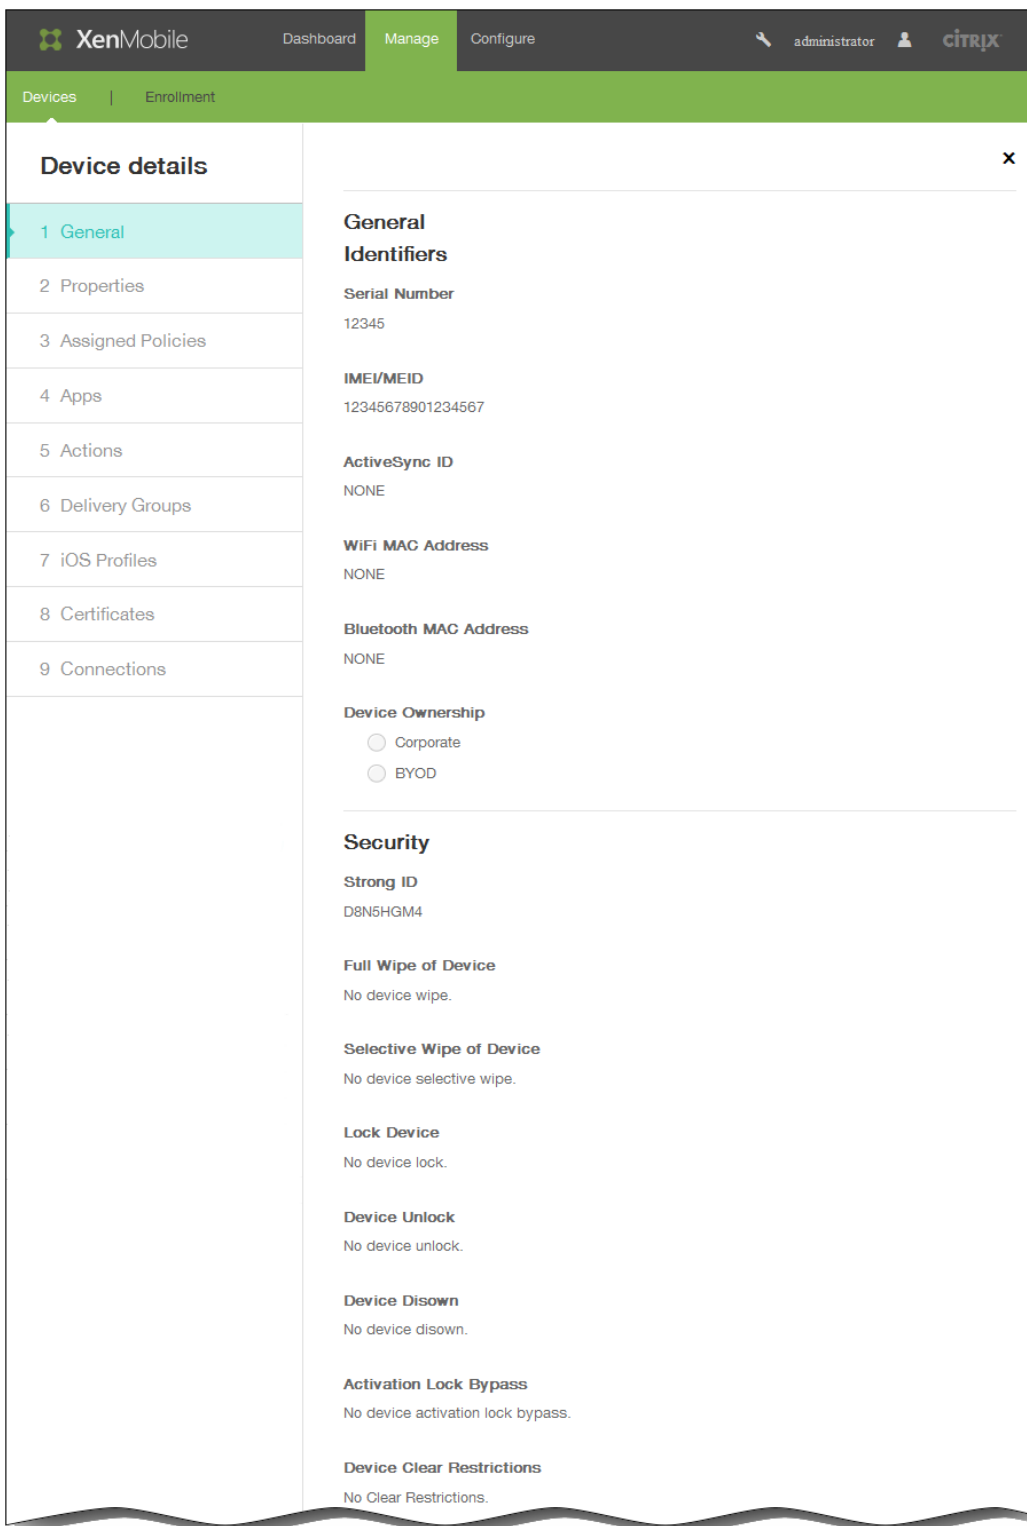 XenMobile Dashboard Manage Configure administrator CİTRIX
Devices | Enrollment
Device details
1 General
2 Properties
3 Assigned Policies
4 Apps
5 Actions
6 Delivery Groups
7 iOS Profiles
8 Certificates
9 Connections
×
General
Identifiers
Serial Number
12345
IMEI/MEID
12345678901234567
ActiveSync ID
NONE
WiFi MAC Address
NONE
Bluetooth MAC Address
NONE
Device Ownership
Corporate
BYOD
Security
Strong ID
D8N5HGM4
Full Wipe of Device
No device wipe.
Selective Wipe of Device
No device selective wipe.
Lock Device
No device lock.
Device Unlock
No device unlock.
Device Disown
No device disown.
Activation Lock Bypass
No device activation lock bypass.
Device Clear Restrictions
No Clear Restrictions.